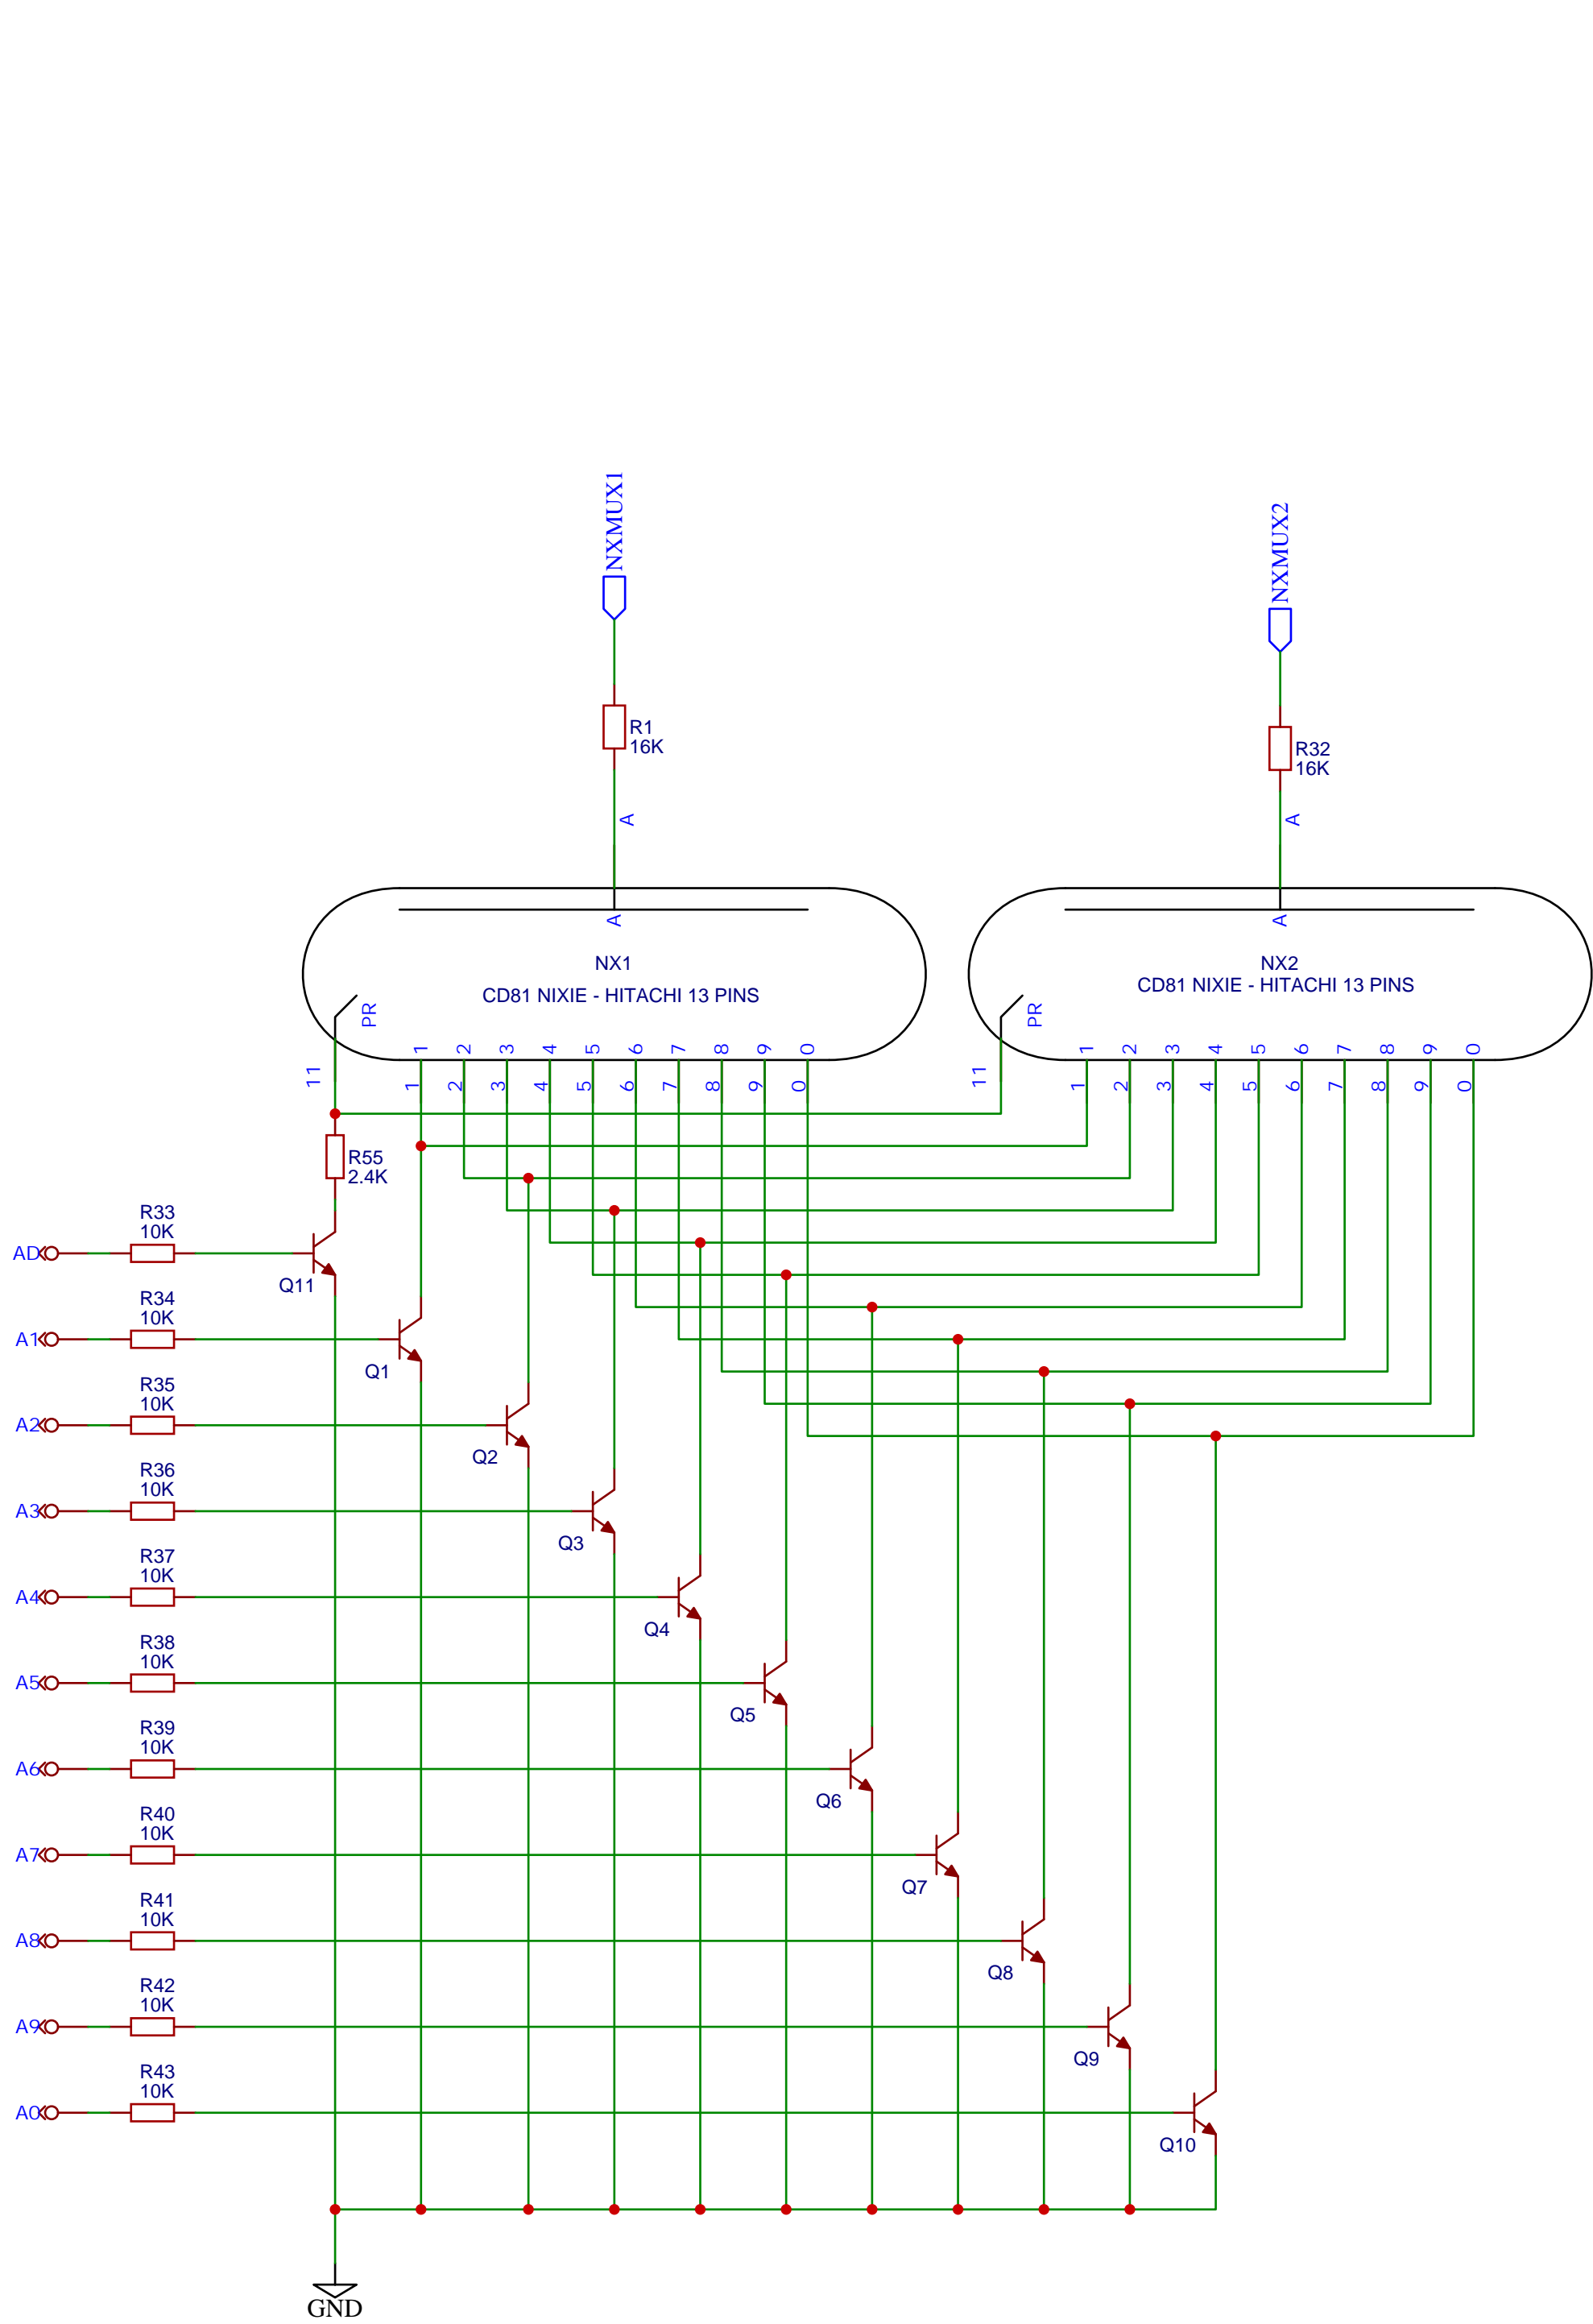 NXMUX1
NXMUX2
R1
16K
R32
16K
A
A
A
A
NX1
CD81 NIXIE - HITACHI 13 PINS
NX2
CD81 NIXIE - HITACHI 13 PINS
PR
PR
1 2 3 4 5 6 7 8 9 0
1 2 3 4 5 6 7 8 9 0
11
1 2 3 4 5 6 7 8 9 0
11
1 2 3 4 5 6 7 8 9 0
R55
2.4K
R33
10K
AD
Q11
R34
10K
A1
Q1
R35
10K
A2
Q2
R36
10K
A3
Q3
R37
10K
A4
Q4
R38
10K
A5
Q5
R39
10K
A6
Q6
R40
10K
A7
Q7
R41
10K
A8
Q8
R42
10K
A9
Q9
R43
10K
A0
Q10
GND